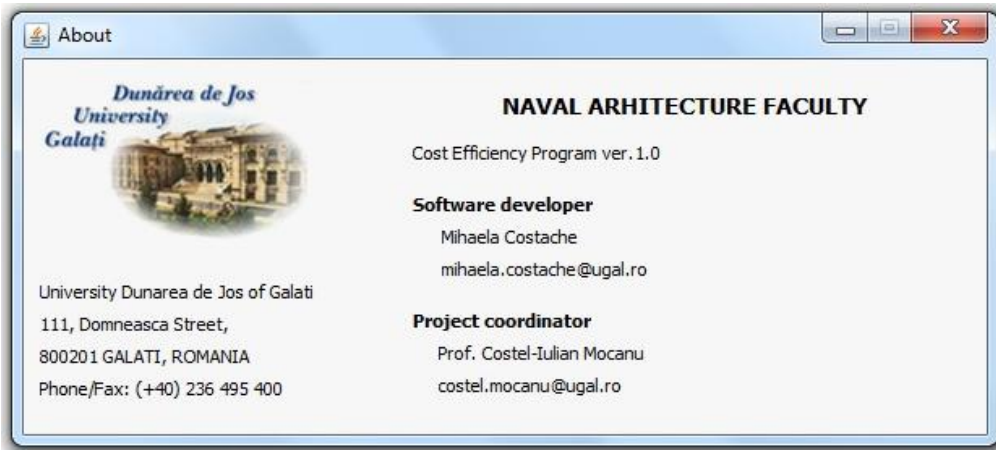 About
Dunărea de Jos
University
Galați
University Dunarea de Jos of Galati
111, Domneasca Street,
800201 GALATI, ROMANIA
Phone/Fax: (+40) 236 495 400
NAVAL ARHITECTURE FACULTY
Cost Efficiency Program ver. 1.0
Software developer
Mihaela Costache
mihaela.costache@ugal.ro
Project coordinator
Prof. Costel-Iulian Mocanu
costel.mocanu@ugal.ro